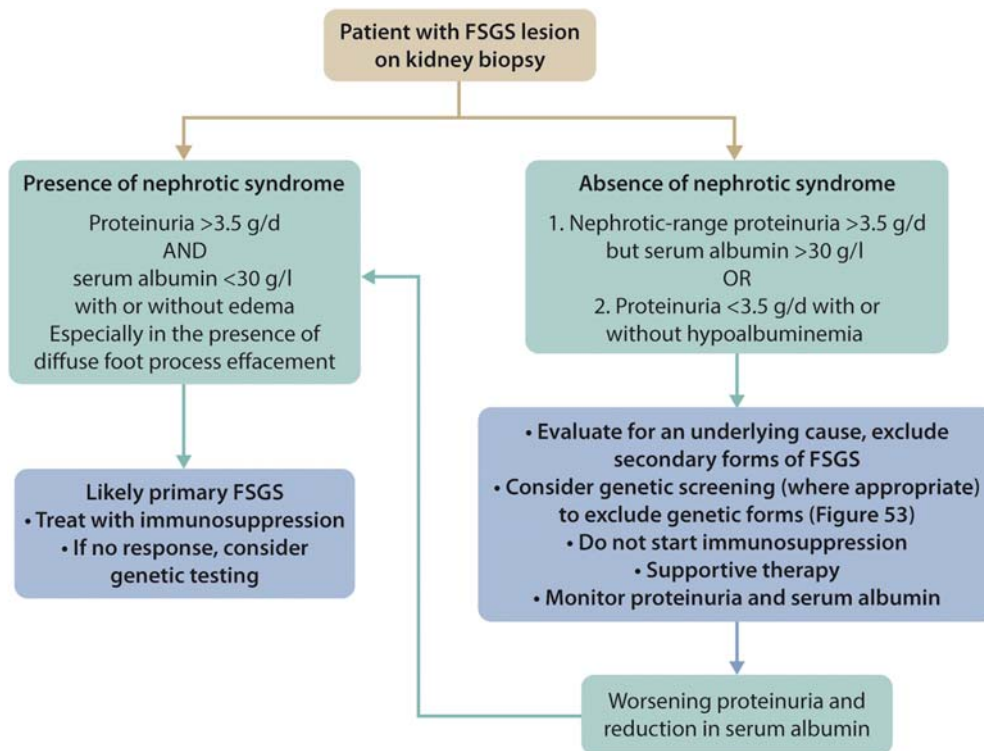 Patient with FSGS lesion
on kidney biopsy
Presence of nephrotic syndrome
Proteinuria >3.5 g/d
AND
serum albumin <30 g/l
with or without edema
Especially in the presence of
diffuse foot process effacement
Absence of nephrotic syndrome
1. Nephrotic-range proteinuria >3.5 g/d
but serum albumin >30 g/l
OR
2. Proteinuria <3.5 g/d with or
without hypoalbuminemia
Likely primary FSGS
• Treat with immunosuppression
• If no response, consider
genetic testing
• Evaluate for an underlying cause, exclude
secondary forms of FSGS
• Consider genetic screening (where appropriate)
to exclude genetic forms (Figure 53)
• Do not start immunosuppression
• Supportive therapy
• Monitor proteinuria and serum albumin
Worsening proteinuria and
reduction in serum albumin